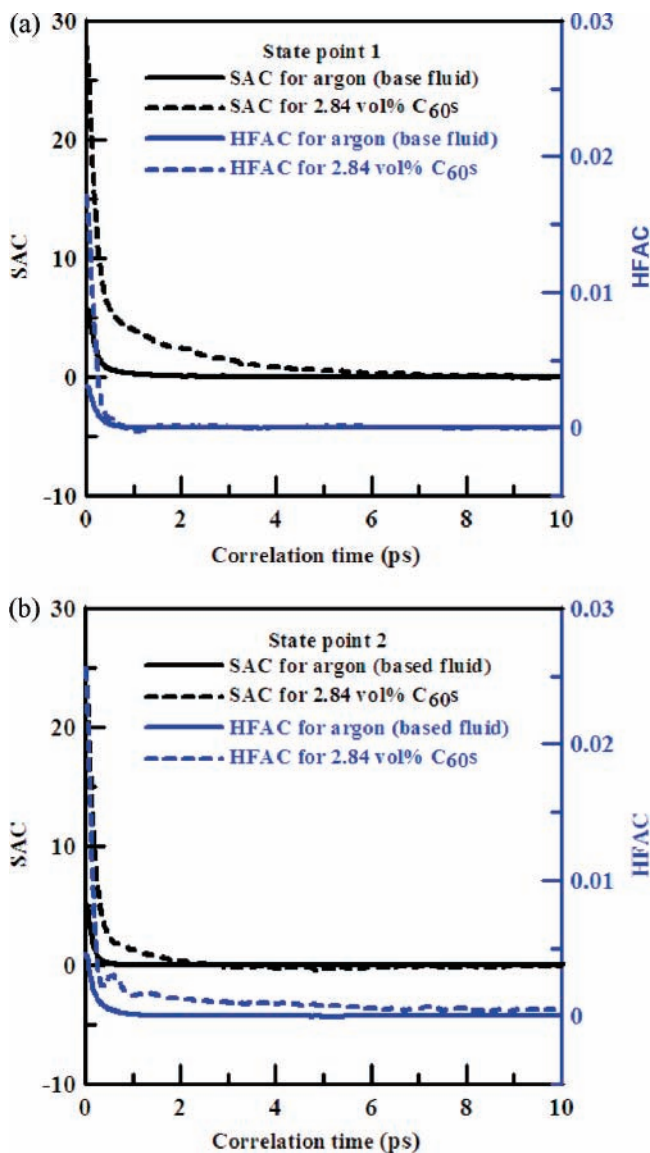 (a)
State point 1
SAC for argon (base fluid)
SAC for 2.84 vol% C60s
HFAC for argon (base fluid)
HFAC for 2.84 vol% C60s
30
20
10
0
-10
SAC
0.03
0.02
0.01
0
HFAC
0 2 4 6 8 10
Correlation time (ps)
(b)
State point 2
SAC for argon (based fluid)
SAC for 2.84 vol% C60s
HFAC for argon (based fluid)
HFAC for 2.84 vol% C60s
30
20
10
0
-10
SAC
0.03
0.02
0.01
0
HFAC
0 2 4 6 8 10
Correlation time (ps)